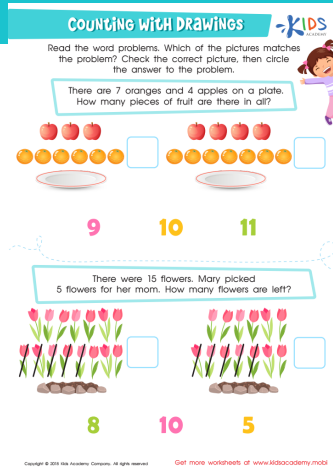 COUNTING WITH DRAWINGS
KIDS
ACADEMY
Read the word problems. Which of the pictures matches
the problem? Check the correct picture, then circle
the answer to the problem.
There are 7 oranges and 4 apples on a plate.
How many pieces of fruit are there in all?
9 10 11
There were 15 flowers. Mary picked
5 flowers for her mom. How many flowers are left?
8 10 5
Copyright © 2018 Kids Academy Company. All rights reserved
Get more worksheets at www.kidsacademy.mobi